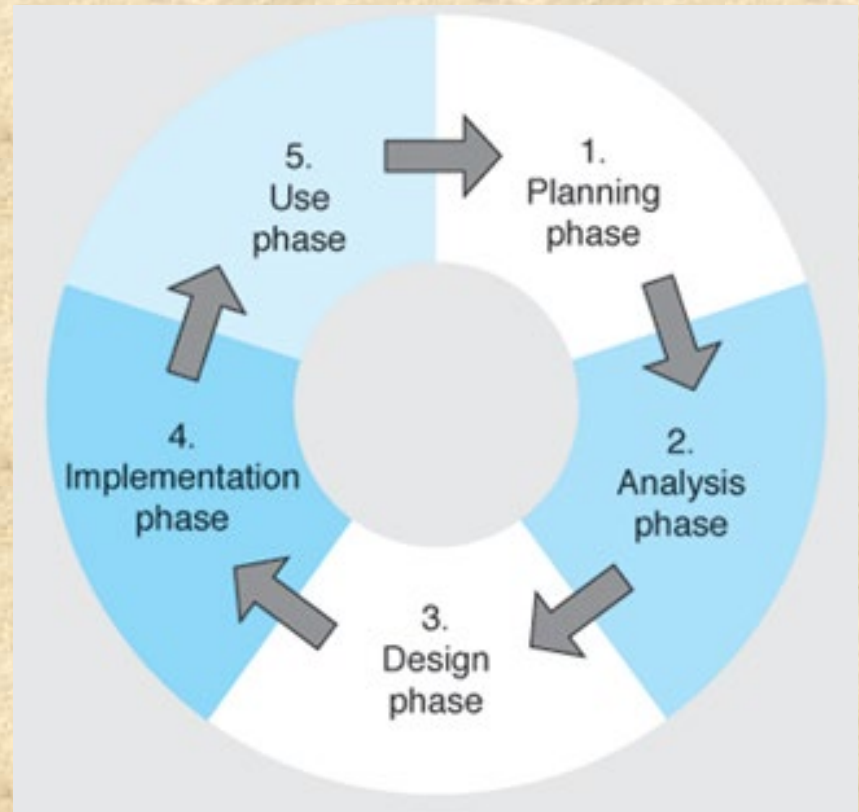 1.
Planning
phase
2.
Analysis
phase
3.
Design
phase
4.
Implementation
phase
5.
Use
phase